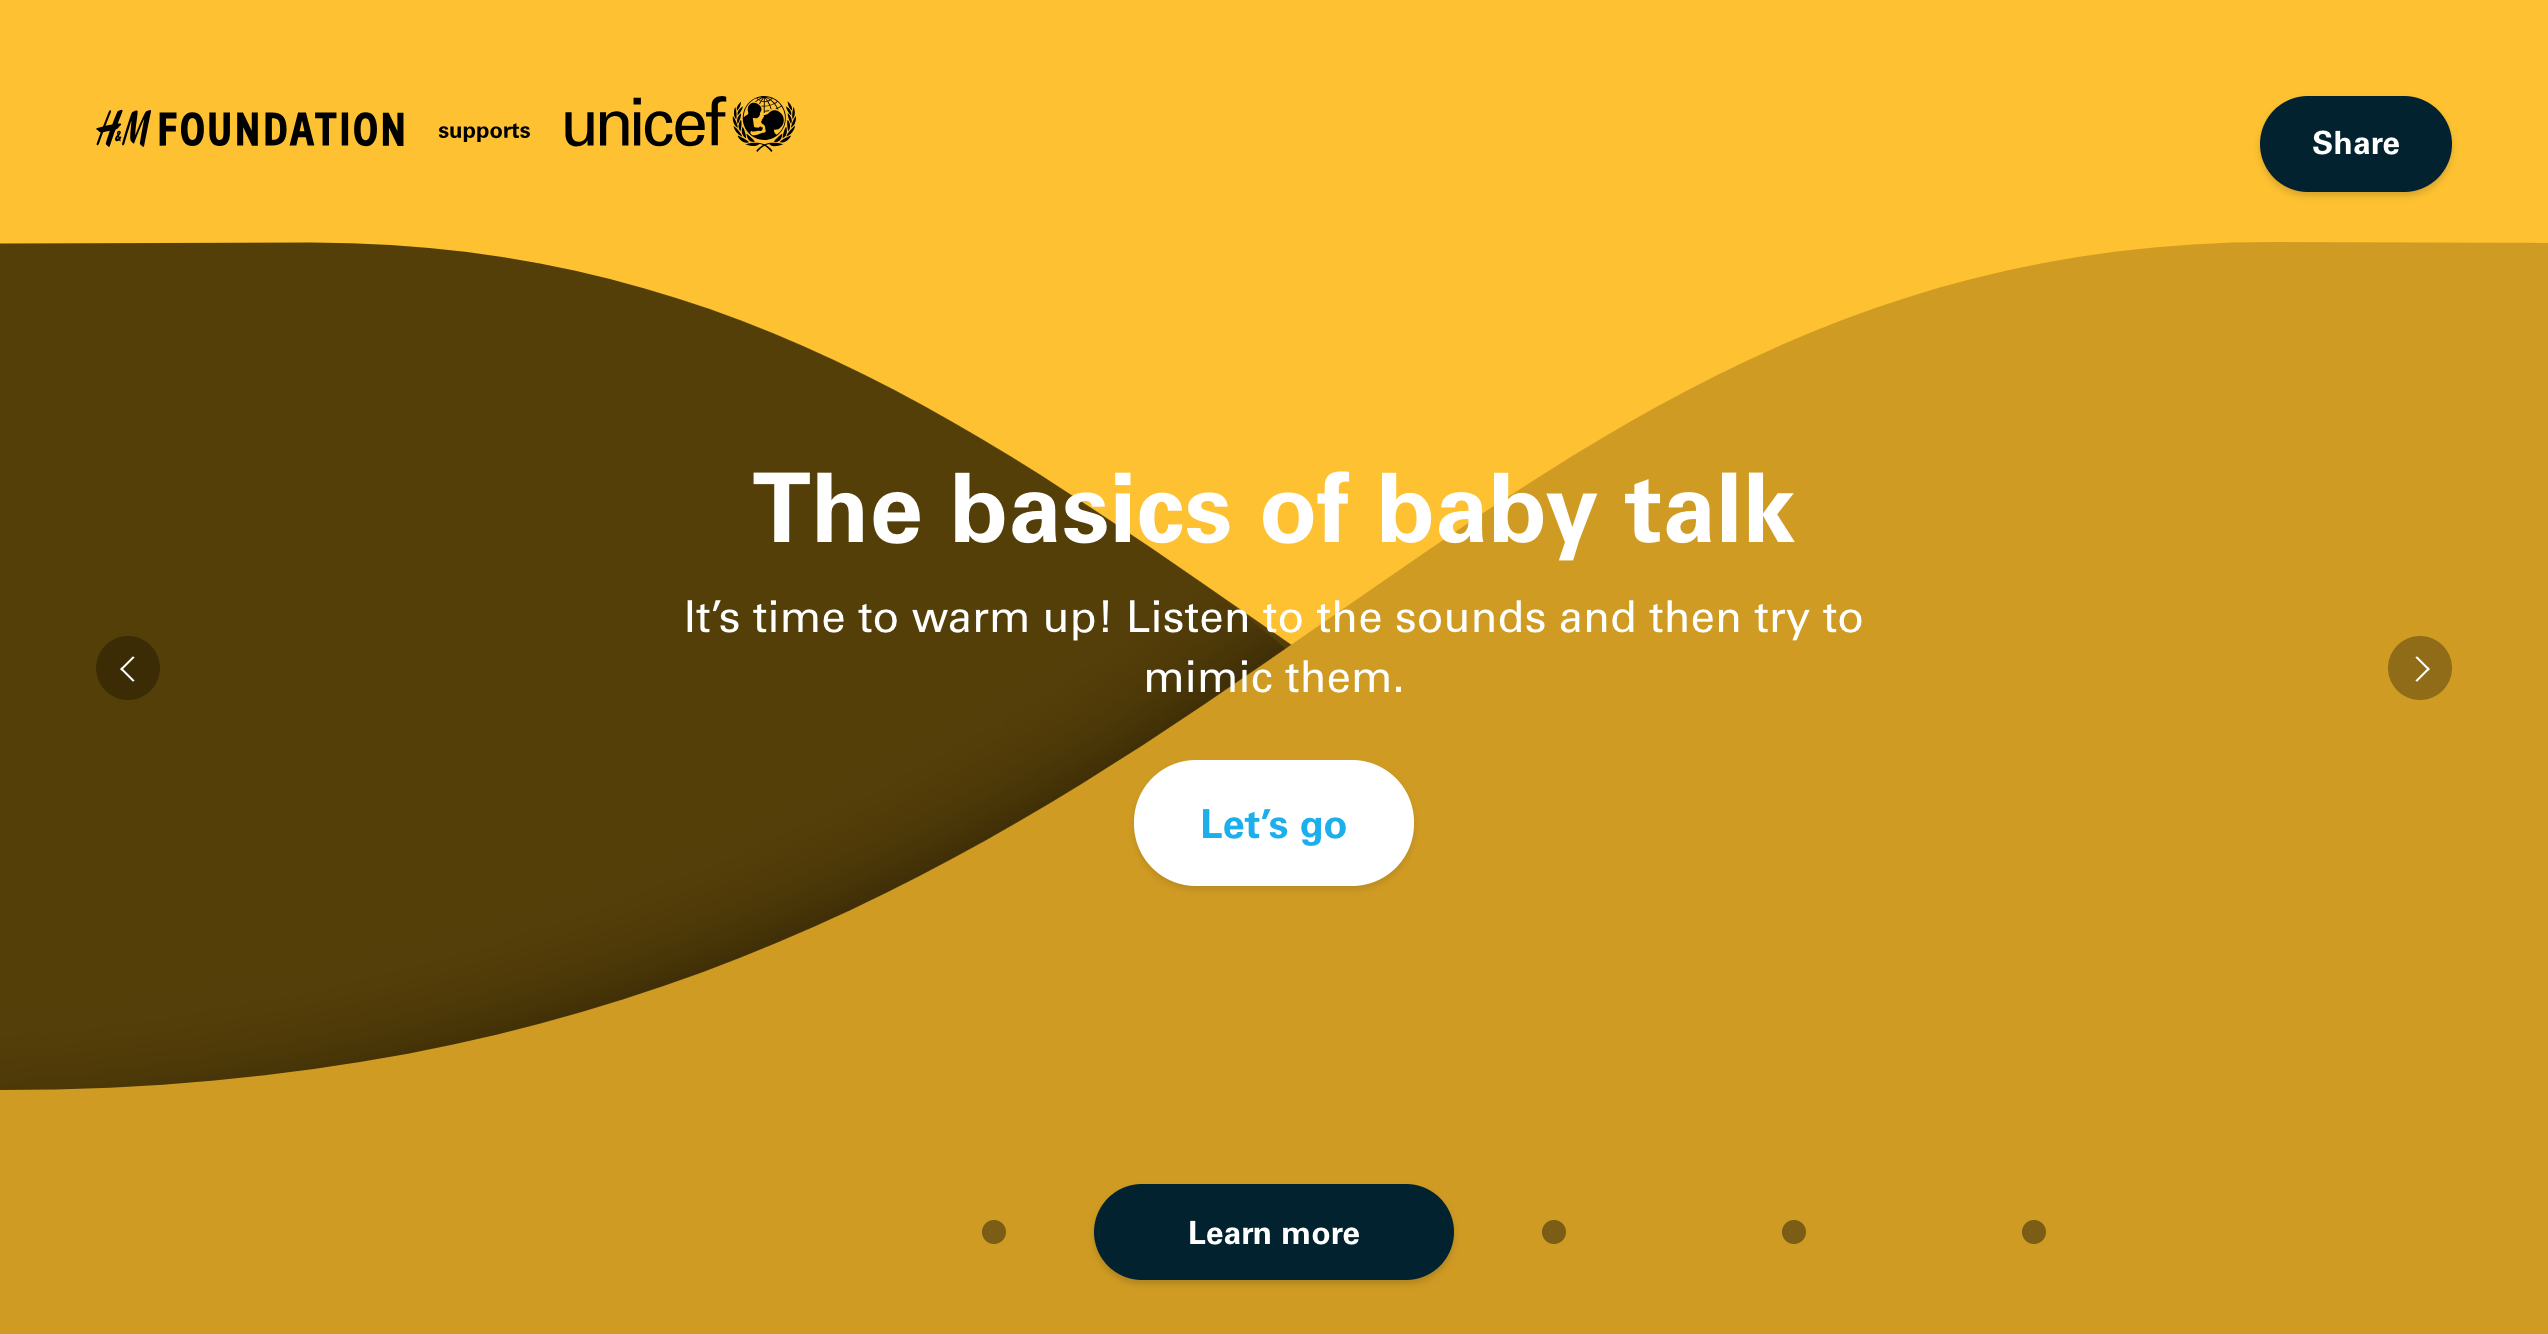 H&M FOUNDATION supports unicef
Share
The basics of baby talk
It’s time to warm up! Listen to the sounds and then try to
mimic them.
Let’s go
Learn more